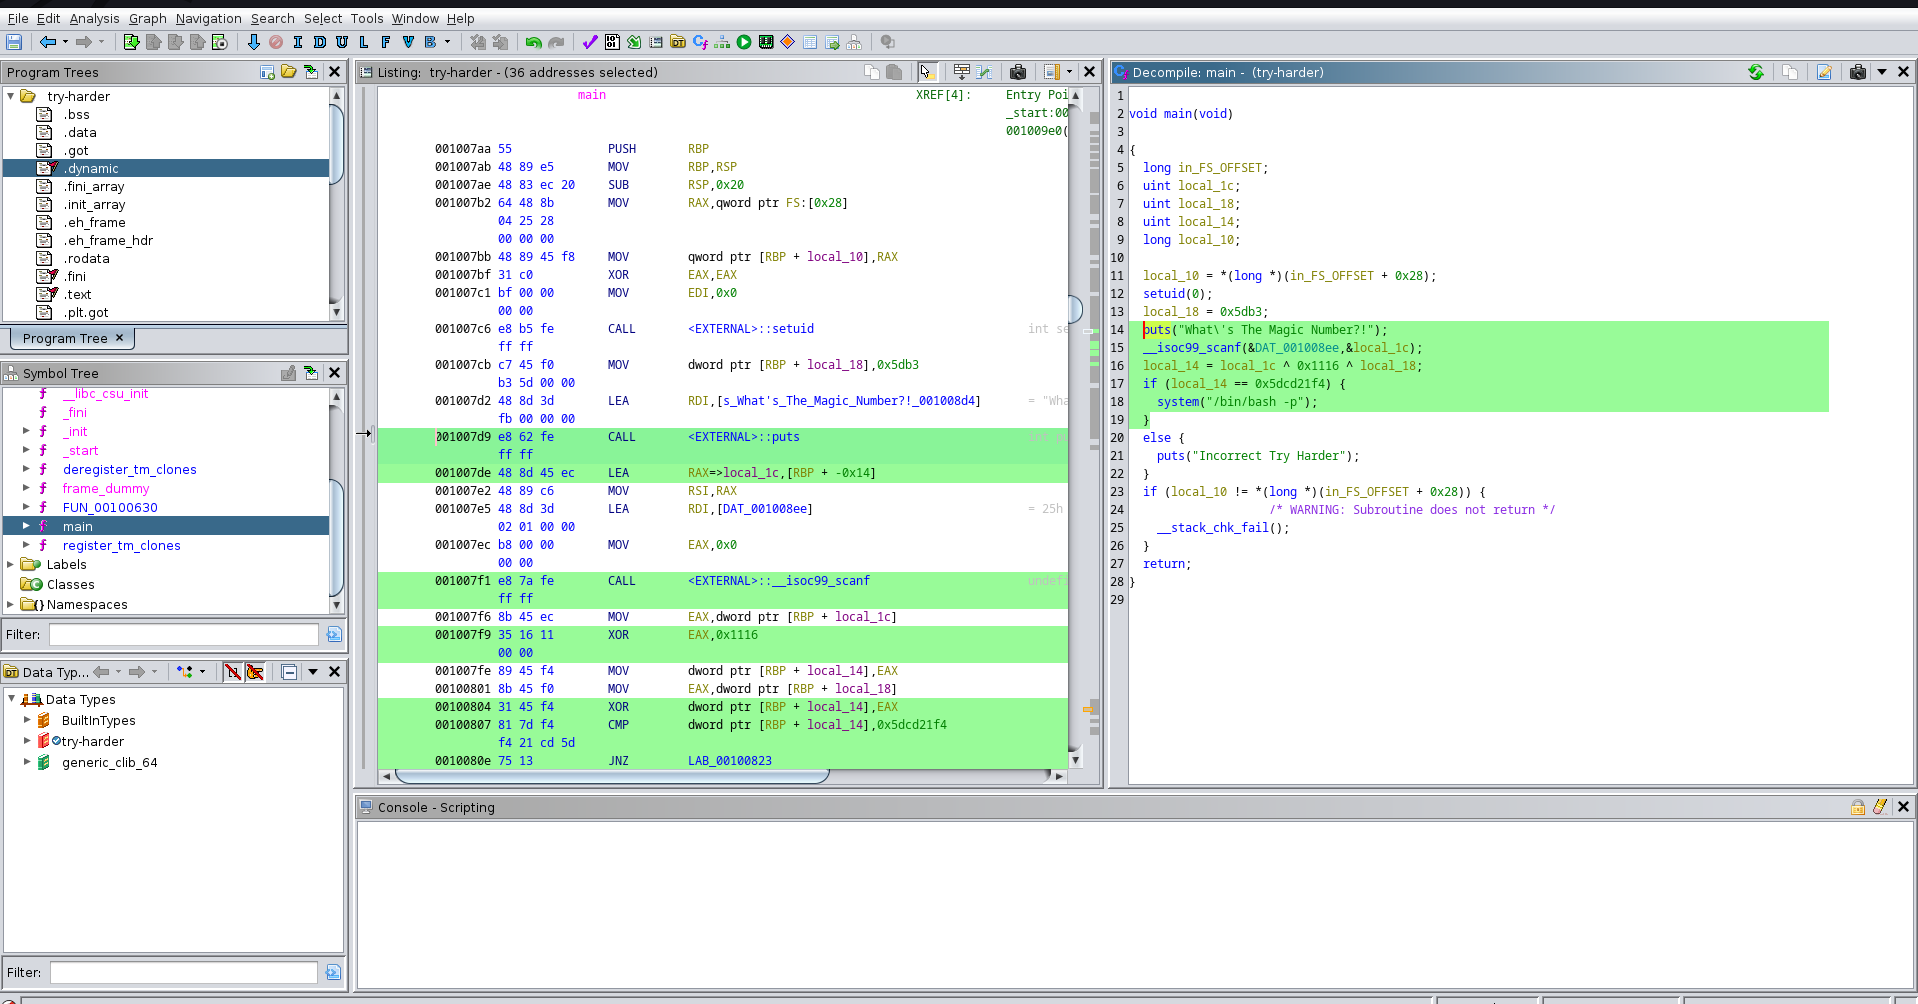 File Edit Analysis Graph Navigation Search Select Tools Window Help
I D U L F V B
Program Trees
try-harder
.bss
.data
.got
.dynamic
.fini_array
.init_array
.eh_frame
.eh_frame_hdr
.rodata
.fini
.text
.plt.got
Program Tree ×
Symbol Tree
f __libc_csu_init
f _fini
f _init
f _start
f deregister_tm_clones
f frame_dummy
f FUN_00100630
f main
f register_tm_clones
Labels
Classes
{} Namespaces
Filter:
Data Typ...
Data Types
BuiltInTypes
try-harder
generic_clib_64
Filter:
Listing: try-harder - (36 addresses selected)
main XREF[4]: Entry Poi
_start:00
001009e0(
001007aa 55 PUSH RBP
001007ab 48 89 e5 MOV RBP,RSP
001007ae 48 83 ec 20 SUB RSP,0x20
001007b2 64 48 8b MOV RAX,qword ptr FS:[0x28]
04 25 28
00 00 00
001007bb 48 89 45 f8 MOV qword ptr [RBP + local_10],RAX
001007bf 31 c0 XOR EAX,EAX
001007c1 bf 00 00 MOV EDI,0x0
00 00
001007c6 e8 b5 fe CALL <EXTERNAL>::setuid int se
ff ff
001007cb c7 45 f0 MOV dword ptr [RBP + local_18],0x5db3
b3 5d 00 00
001007d2 48 8d 3d LEA RDI,[s_What's_The_Magic_Number?!_001008d4] = "Wha
fb 00 00 00
001007d9 e8 62 fe CALL <EXTERNAL>::puts int p
ff ff
001007de 48 8d 45 ec LEA RAX=>local_1c,[RBP + -0x14]
001007e2 48 89 c6 MOV RSI,RAX
001007e5 48 8d 3d LEA RDI,[DAT_001008ee] = 25h
02 01 00 00
001007ec b8 00 00 MOV EAX,0x0
00 00
001007f1 e8 7a fe CALL <EXTERNAL>::__isoc99_scanf undefi
ff ff
001007f6 8b 45 ec MOV EAX,dword ptr [RBP + local_1c]
001007f9 35 16 11 XOR EAX,0x1116
00 00
001007fe 89 45 f4 MOV dword ptr [RBP + local_14],EAX
00100801 8b 45 f0 MOV EAX,dword ptr [RBP + local_18]
00100804 31 45 f4 XOR dword ptr [RBP + local_14],EAX
00100807 81 7d f4 CMP dword ptr [RBP + local_14],0x5dcd21f4
f4 21 cd 5d
0010080e 75 13 JNZ LAB_00100823
Decompile: main - (try-harder)
1
2 void main(void)
3
4 {
5 long in_FS_OFFSET;
6 uint local_1c;
7 uint local_18;
8 uint local_14;
9 long local_10;
10
11 local_10 = *(long *)(in_FS_OFFSET + 0x28);
12 setuid(0);
13 local_18 = 0x5db3;
14 puts("What\'s The Magic Number?!");
15 __isoc99_scanf(&DAT_001008ee,&local_1c);
16 local_14 = local_1c ^ 0x1116 ^ local_18;
17 if (local_14 == 0x5dcd21f4) {
18 system("/bin/bash -p");
19 }
20 else {
21 puts("Incorrect Try Harder");
22 }
23 if (local_10 != *(long *)(in_FS_OFFSET + 0x28)) {
24 /* WARNING: Subroutine does not return */
25 __stack_chk_fail();
26 }
27 return;
28 }
29
Console - Scripting